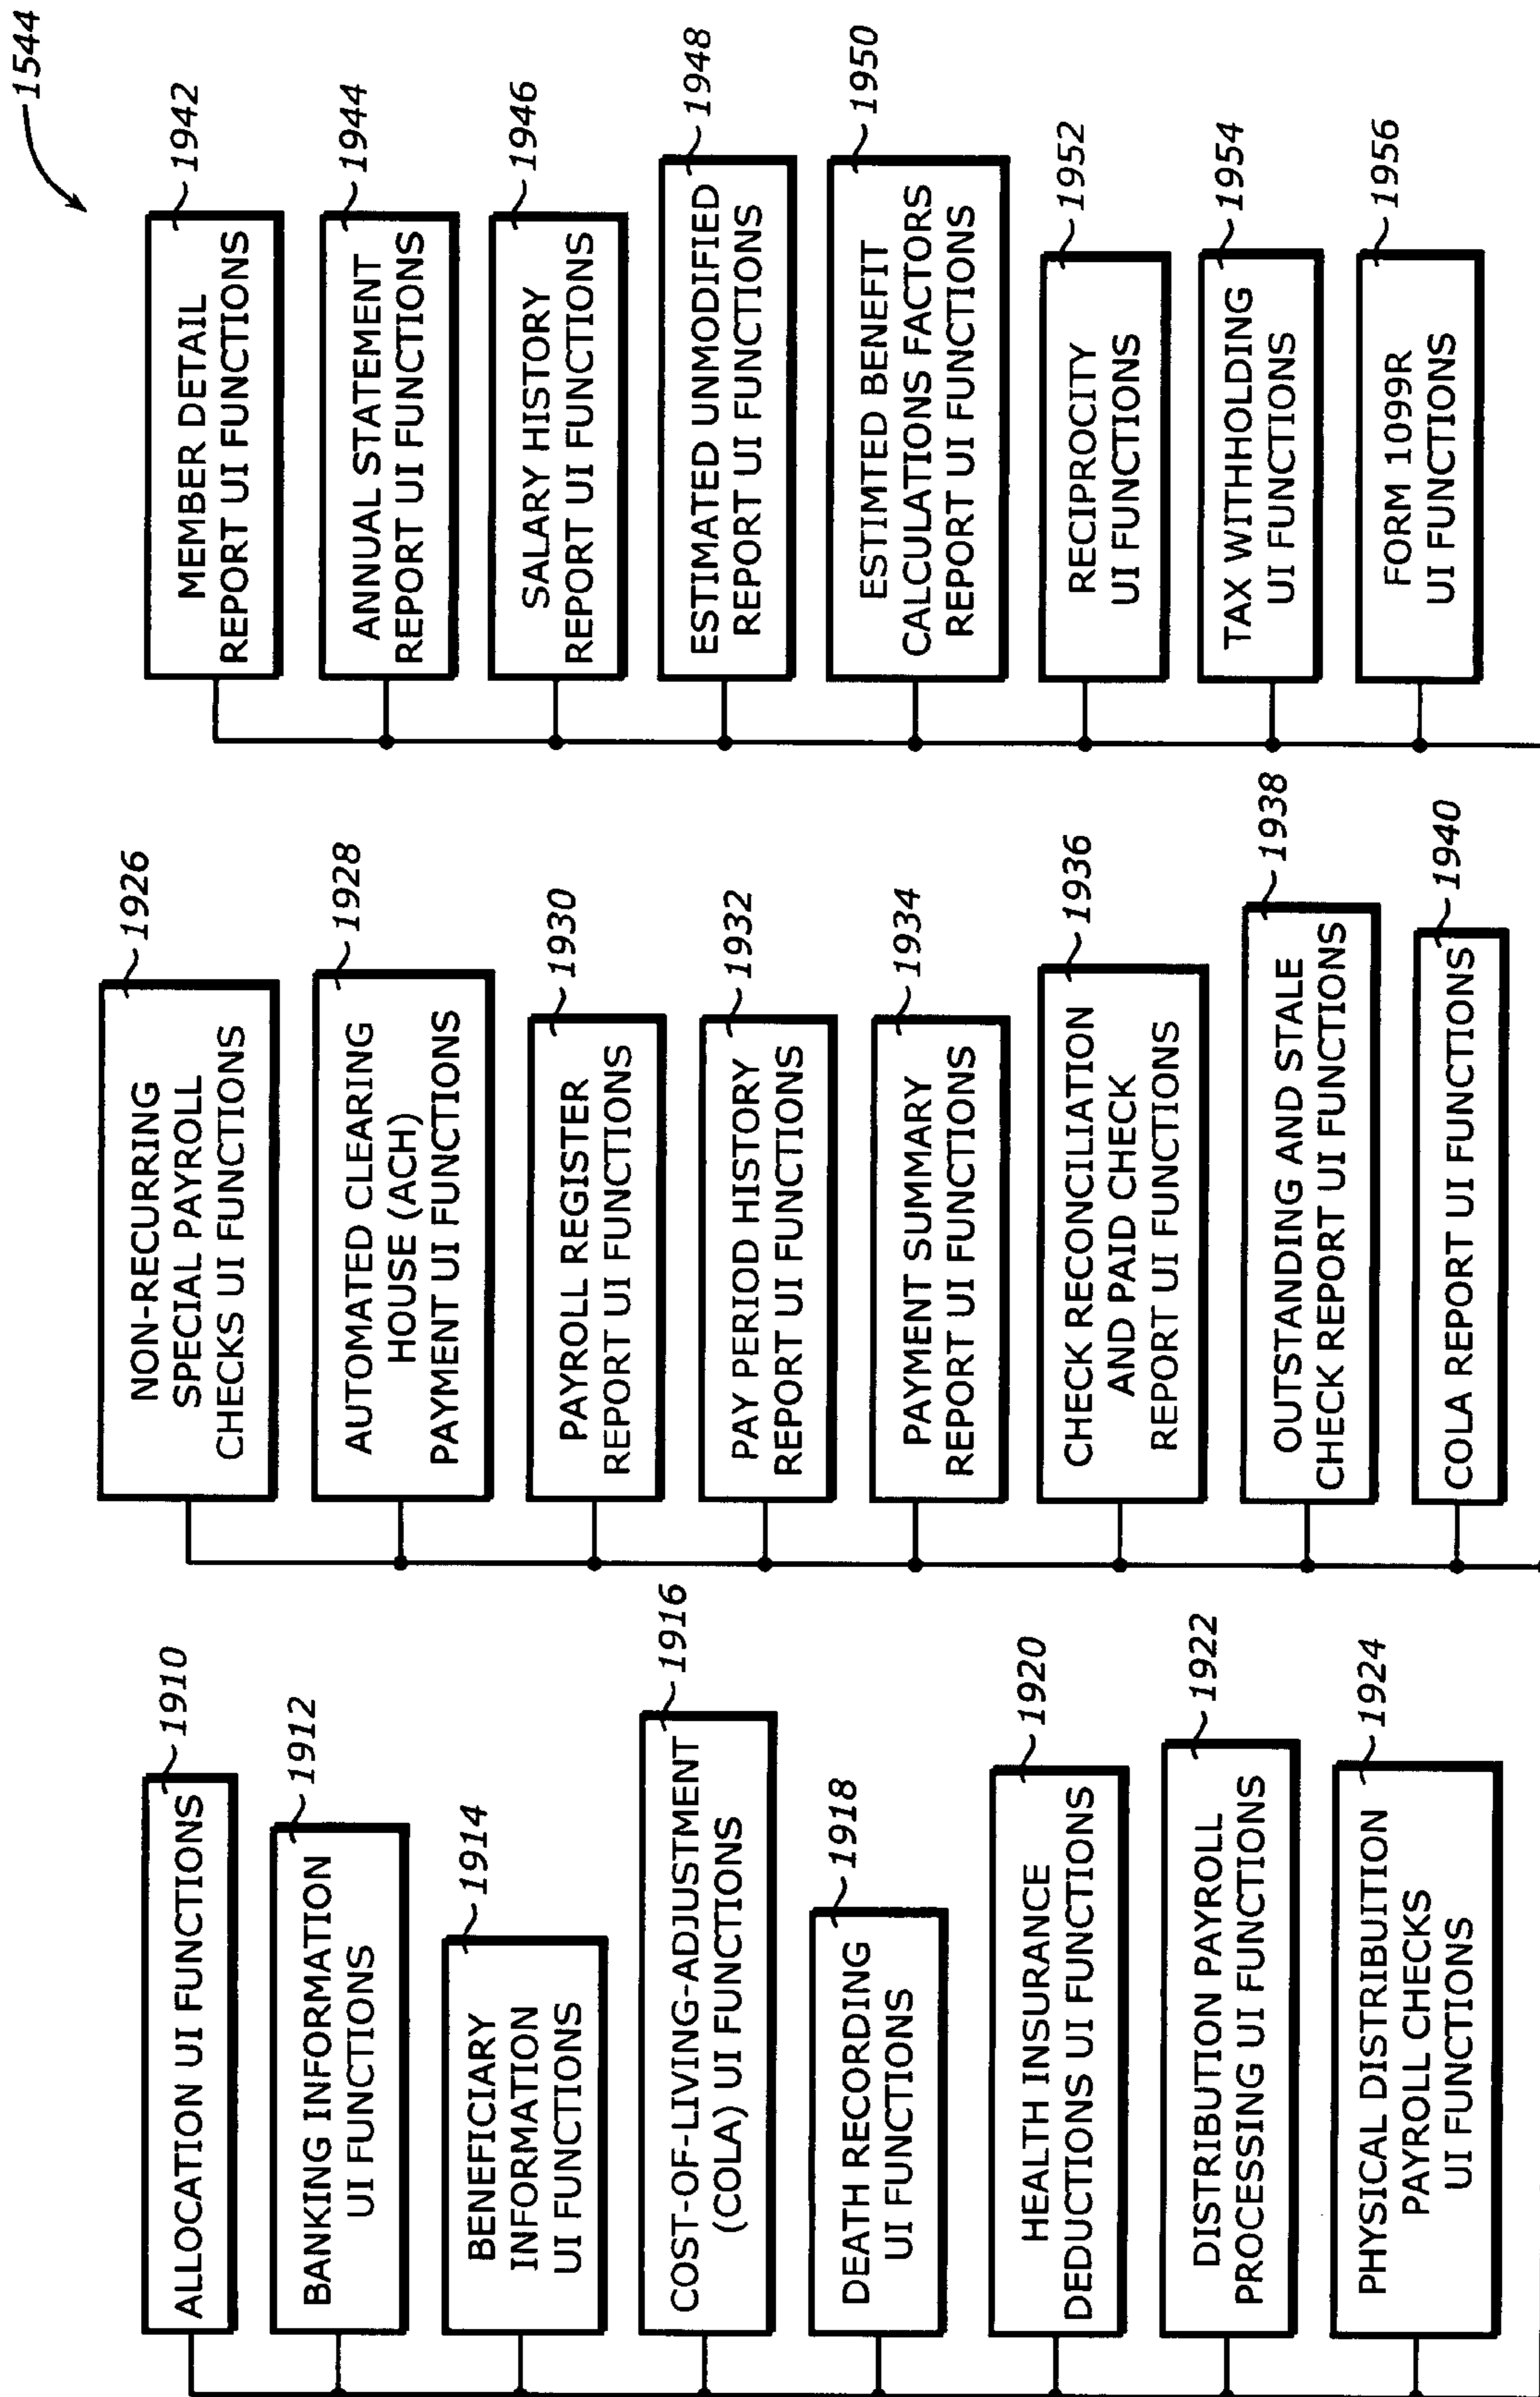 1544
ALLOCATION UI FUNCTIONS
1910
BANKING INFORMATION
UI FUNCTIONS
1912
BENEFICIARY
INFORMATION
UI FUNCTIONS
1914
COST-OF-LIVING-ADJUSTMENT
(COLA) UI FUNCTIONS
1916
DEATH RECORDING
UI FUNCTIONS
1918
HEALTH INSURANCE
DEDUCTIONS UI FUNCTIONS
1920
DISTRIBUTION PAYROLL
PROCESSING UI FUNCTIONS
1922
PHYSICAL DISTRIBUITION
PAYROLL CHECKS
UI FUNCTIONS
1924
NON-RECURRING
SPECIAL PAYROLL
CHECKS UI FUNCTIONS
1926
AUTOMATED CLEARING
HOUSE (ACH)
PAYMENT UI FUNCTIONS
1928
PAYROLL REGISTER
REPORT UI FUNCTIONS
1930
PAY PERIOD HISTORY
REPORT UI FUNCTIONS
1932
PAYMENT SUMMARY
REPORT UI FUNCTIONS
1934
CHECK RECONCILIATION
AND PAID CHECK
REPORT UI FUNCTIONS
1936
OUTSTANDING AND STALE
CHECK REPORT UI FUNCTIONS
1938
COLA REPORT UI FUNCTIONS
1940
MEMBER DETAIL
REPORT UI FUNCTIONS
1942
ANNUAL STATEMENT
REPORT UI FUNCTIONS
1944
SALARY HISTORY
REPORT UI FUNCTIONS
1946
ESTIMATED UNMODIFIED
REPORT UI FUNCTIONS
1948
ESTIMTED BENEFIT
CALCULATIONS FACTORS
REPORT UI FUNCTIONS
1950
RECIPROCITY
UI FUNCTIONS
1952
TAX WITHHOLDING
UI FUNCTIONS
1954
FORM 1099R
UI FUNCTIONS
1956